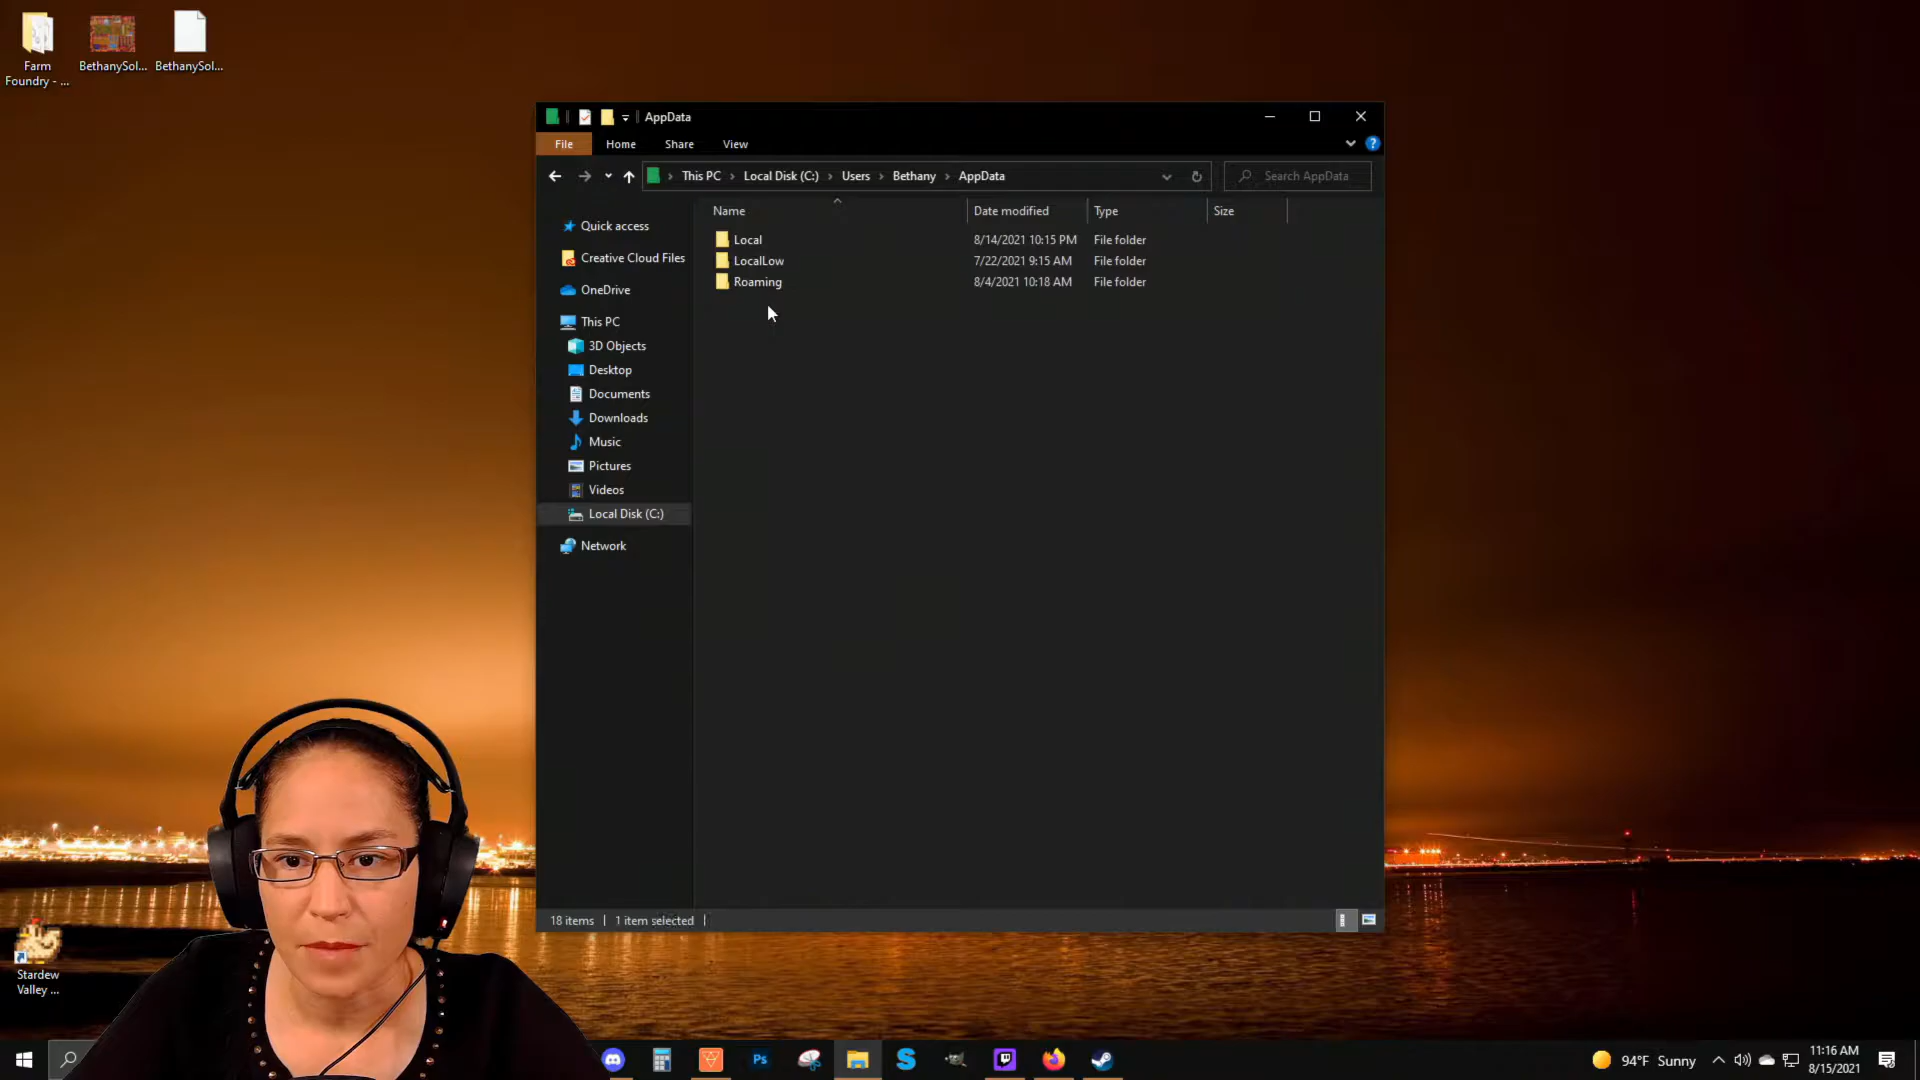 Farm
Foundry - ...
BethanySol...
BethanySol...
AppData
File
Home
Share
View
This PC
Local Disk (C:)
Users
Bethany
AppData
Search AppData
Name
Date modified
Type
Size
Quick access
Creative Cloud Files
OneDrive
This PC
3D Objects
Desktop
Documents
Downloads
Music
Pictures
Videos
Local Disk (C:)
Network
Local
8/14/2021 10:15 PM
File folder
LocalLow
7/22/2021 9:15 AM
File folder
Roaming
8/4/2021 10:18 AM
File folder
18 items
1 item selected
Stardew
Valley ...
Ps
94°F Sunny
11:16 AM
8/15/2021